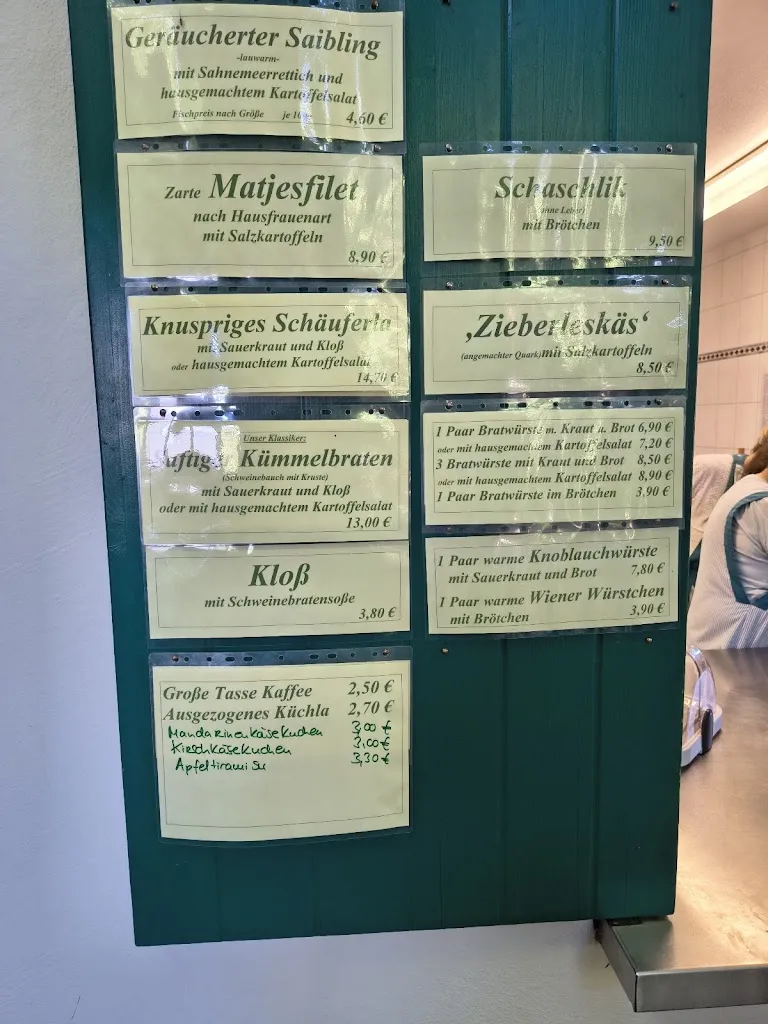 Geräucherter Saibling
-lauwarm-
mit Sahnemeerrettich und
hausgemachtem Kartoffelsalat
Fischpreis nach Größe je 4,60 €
Zarte Matjesfilet
nach Hausfrauenart
mit Salzkartoffeln
8,90 €
Knuspriges Schäuferla
mit Sauerkraut und Kloß
oder hausgemachtem Kartoffelsalat
14,70 €
Unser Klassiker:
Saftiger Kümmelbraten
(Schweinebauch mit Kruste)
mit Sauerkraut und Kloß
oder mit hausgemachtem Kartoffelsalat
13,00 €
Kloß
mit Schweinebratensoße
3,80 €
Große Tasse Kaffee 2,50 €
Ausgezogenes Küchla 2,70 €
Mandarinenkäsekuchen 3,00 €
Kirschkäsekuchen 3,00 €
Apfeltiramisu 3,30 €
Schaschlik
(ohne Leber)
mit Brötchen
9,50 €
‚Zieberleskäs‘
(angemachter Quark) mit Salzkartoffeln
8,50 €
1 Paar Bratwürste m. Kraut u. Brot 6,90 €
oder mit hausgemachtem Kartoffelsalat 7,20 €
3 Bratwürste mit Kraut und Brot 8,50 €
oder mit hausgemachtem Kartoffelsalat 8,90 €
1 Paar Bratwürste im Brötchen 3,90 €
1 Paar warme Knoblauchwürste
mit Sauerkraut und Brot 7,80 €
1 Paar warme Wiener Würstchen
mit Brötchen 3,90 €